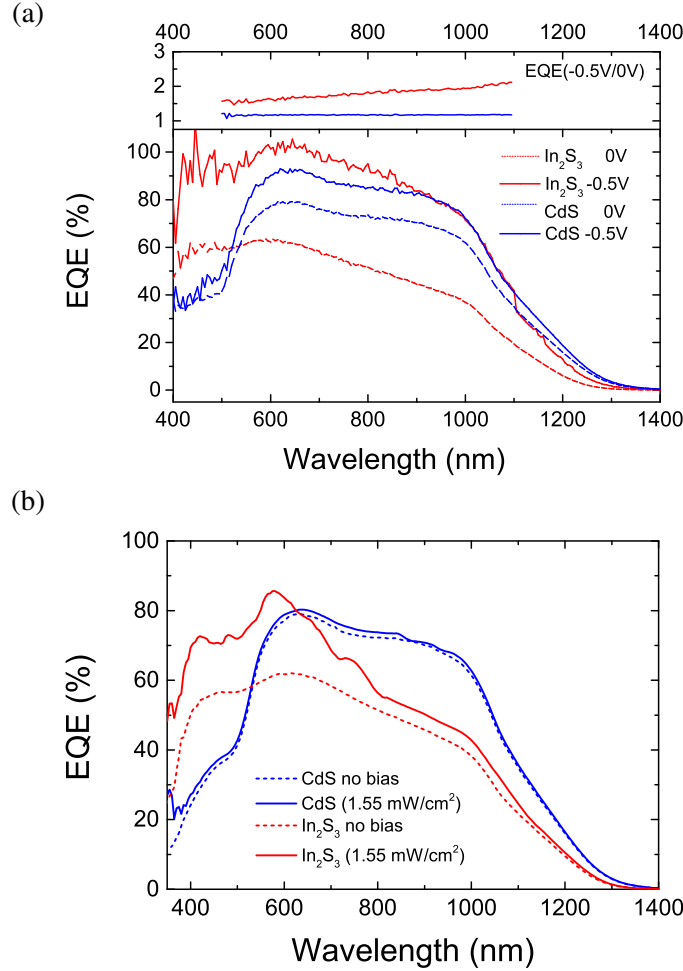 (a)
400 600 800 1000 1200 1400
3
2
1
EQE(-0.5V/0V)
100
80
60
40
20
0
EQE (%)
In2S3 0V
In2S3 -0.5V
CdS 0V
CdS -0.5V
400 600 800 1000 1200 1400
Wavelength (nm)
(b)
100
80
60
40
20
0
EQE (%)
CdS no bias
CdS (1.55 mW/cm²)
In2S3 no bias
In2S3 (1.55 mW/cm²)
400 600 800 1000 1200 1400
Wavelength (nm)